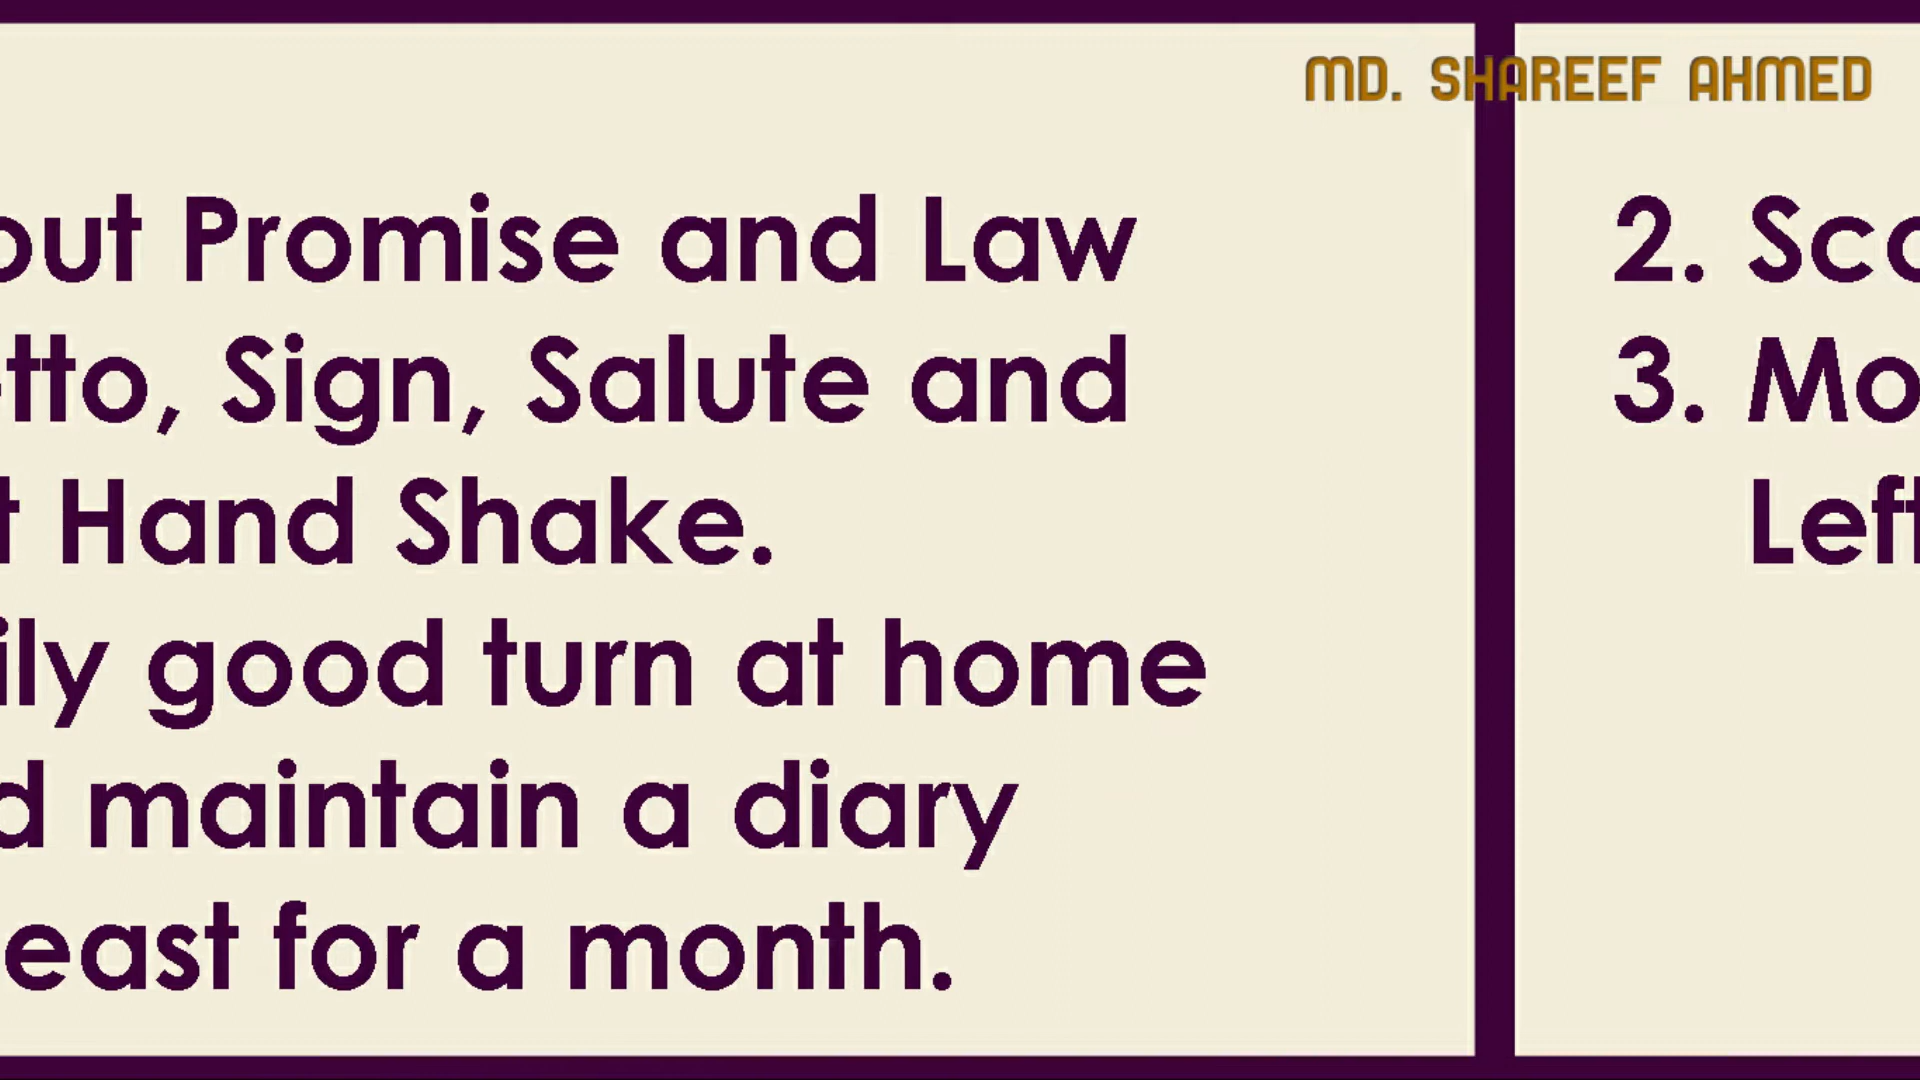 MD. SHAREEF AHMED
out Promise and Law
tto, Sign, Salute and
t Hand Shake.
ily good turn at home
d maintain a diary
east for a month.
2. Sco
3. Mo
Left